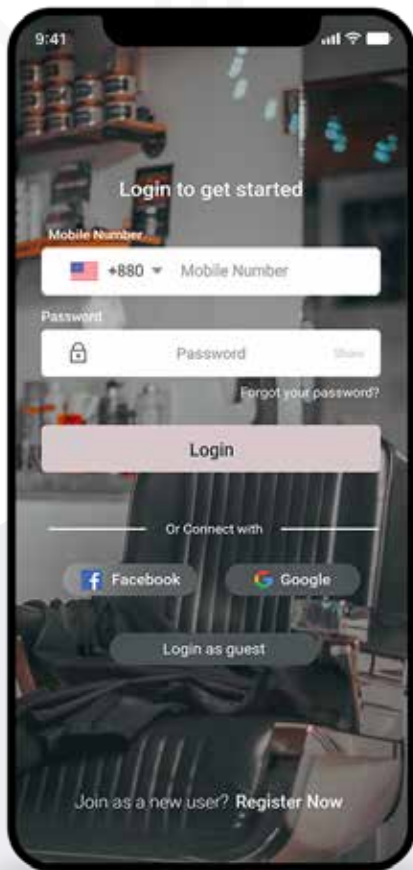 9:41
Login to get started
Mobile Number
+880 Mobile Number
Password
Password Show
Forgot your password?
Login
Or Connect with
Facebook Google
Login as guest
Join as a new user? Register Now